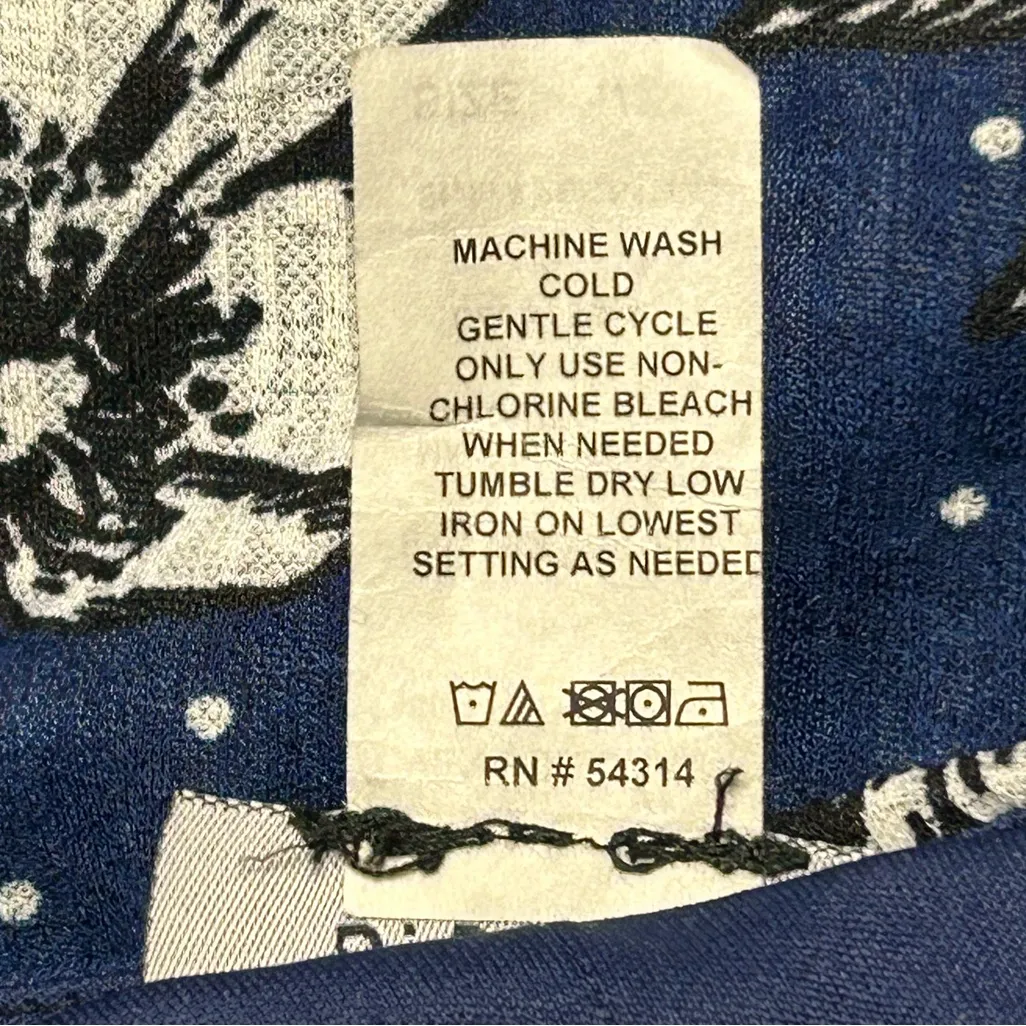 MACHINE WASH
COLD
GENTLE CYCLE
ONLY USE NON-
CHLORINE BLEACH
WHEN NEEDED
TUMBLE DRY LOW
IRON ON LOWEST
SETTING AS NEEDED
RN # 54314